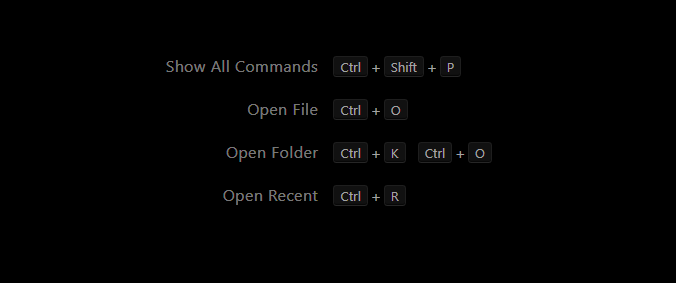 Show All Commands Ctrl + Shift + P
Open File Ctrl + O
Open Folder Ctrl + K Ctrl + O
Open Recent Ctrl + R